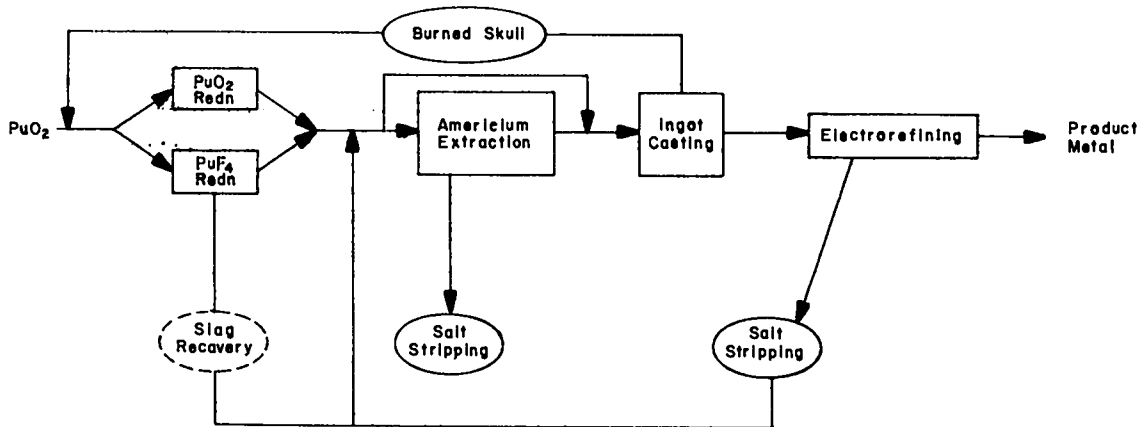 Burned Skull
PuO2
Redn
PuO2
PuF4
Redn
Americium
Extraction
Ingot
Casting
Electrorefining
Product
Metal
Slag
Recavery
Salt
Stripping
Salt
Stripping